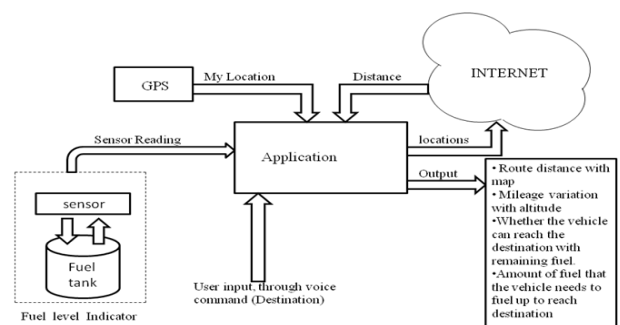 GPS
My Location
Distance
INTERNET
Sensor Reading
Application
locations
Output
sensor
Fuel
tank
Fuel level Indicator
User input, through voice
command (Destination)
• Route distance with
map
• Mileage variation
with altitude
•Whether the vehicle
can reach the
destination with
remaining fuel.
•Amount of fuel that
the vehicle needs to
fuel up to reach
destination